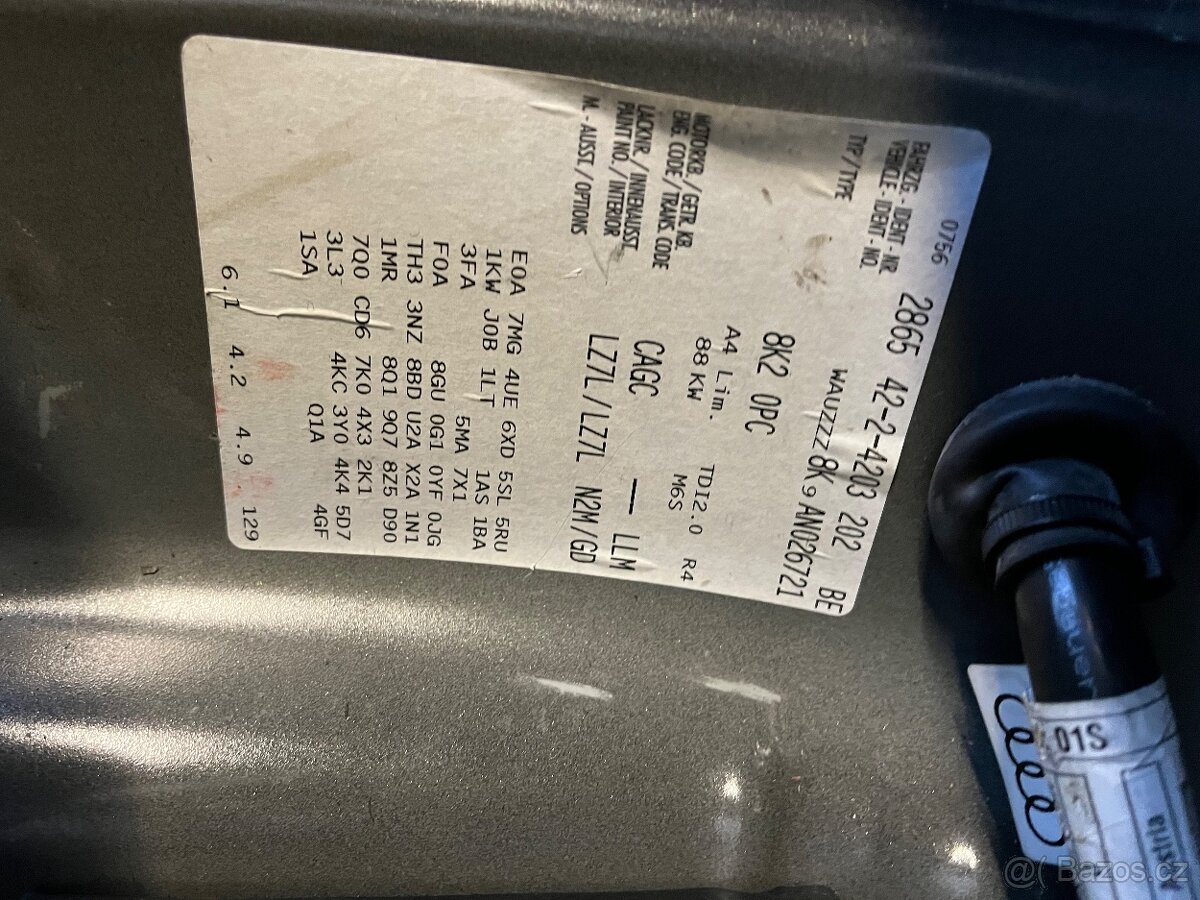 0756 2865 42-2-4203 202 BE
FAHRZG. - IDENT - NR.
VEHICLE - IDENT - NO. WAUZZZ8K9AN026721
TYP / TYPE 8K2 0PC
A4 Lim. TDI2.0 R4
88 KW M6S
MOTORKB. / GETR. KB.
ENG. CODE / TRANS. CODE CAGC — LLM
LACKNR. / INNENAUSST.
PAINT NO. / INTERIOR LZ7L/LZ7L N2M/GD
M. - AUSST. / OPTIONS
E0A 7MG 4UE 6XD 5SL 5RU
1KW J0B 1LT 1AS 1BA
3FA 5MA 7X1
F0A 8GU 0G1 0YF 0JG
TH3 3NZ 8BD U2A X2A 1N1
1MR 8Q1 9Q7 8Z5 D90
7Q0 CD6 7K0 4X3 2K1
3L3 4KC 3Y0 4K4 5D7
1SA Q1A 4GF
6.1 4.2 4.9 129
01S
Bazos.cz